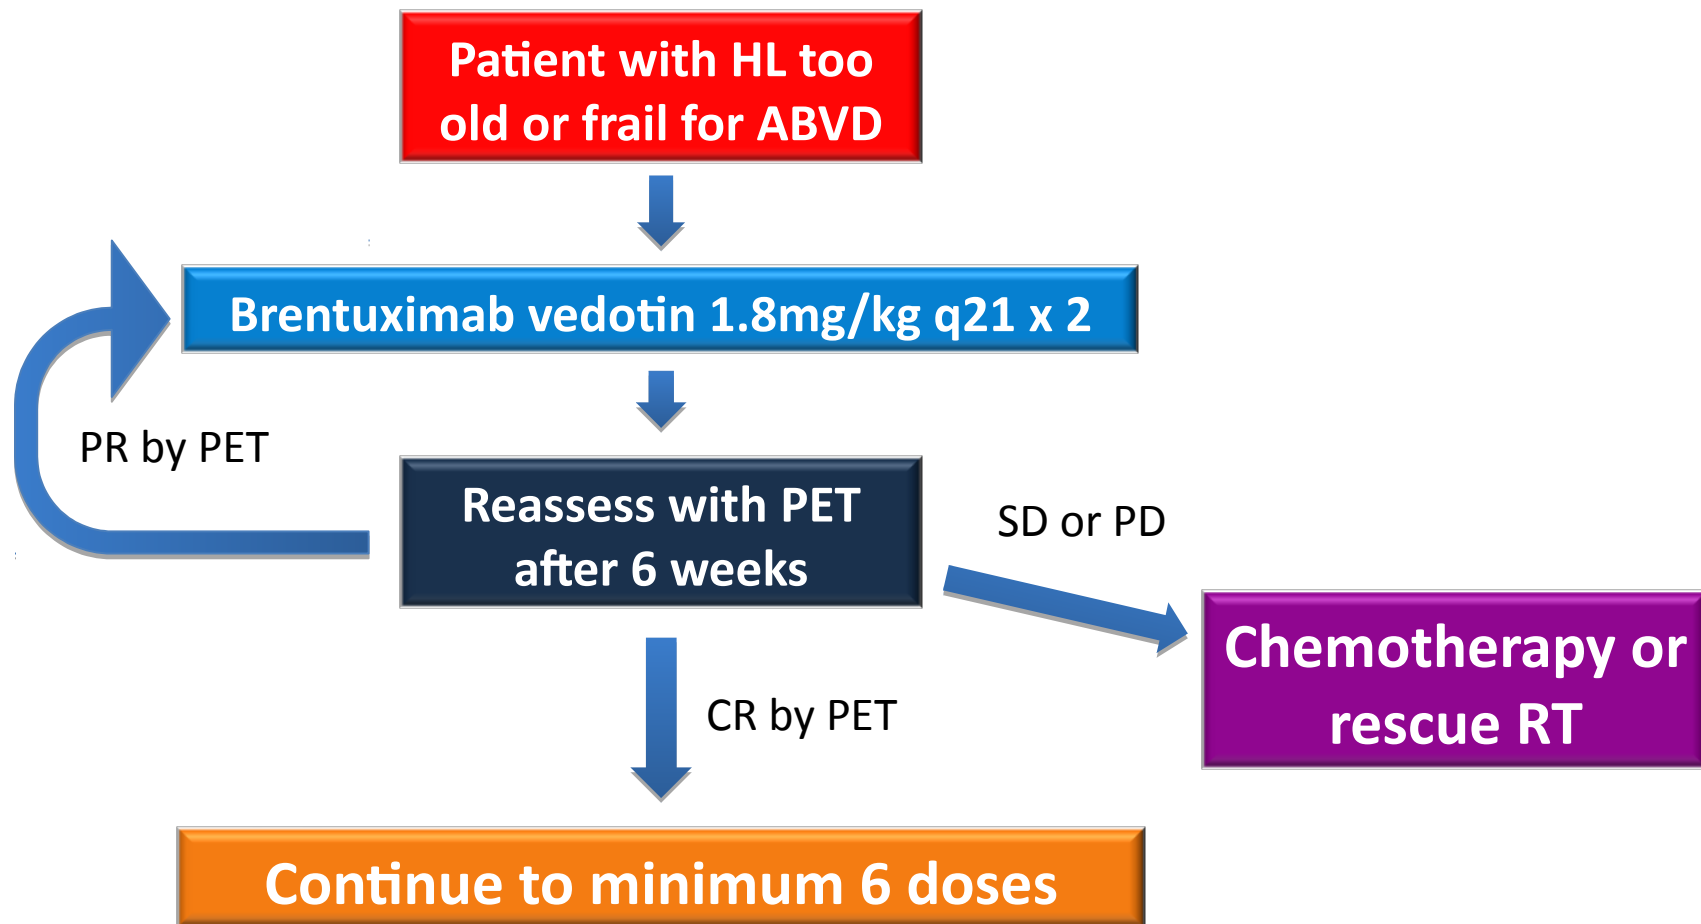 Patient with HL too
old or frail for ABVD
Brentuximab vedotin 1.8mg/kg q21 x 2
PR by PET
Reassess with PET
after 6 weeks
SD or PD
Chemotherapy or
rescue RT
CR by PET
Continue to minimum 6 doses